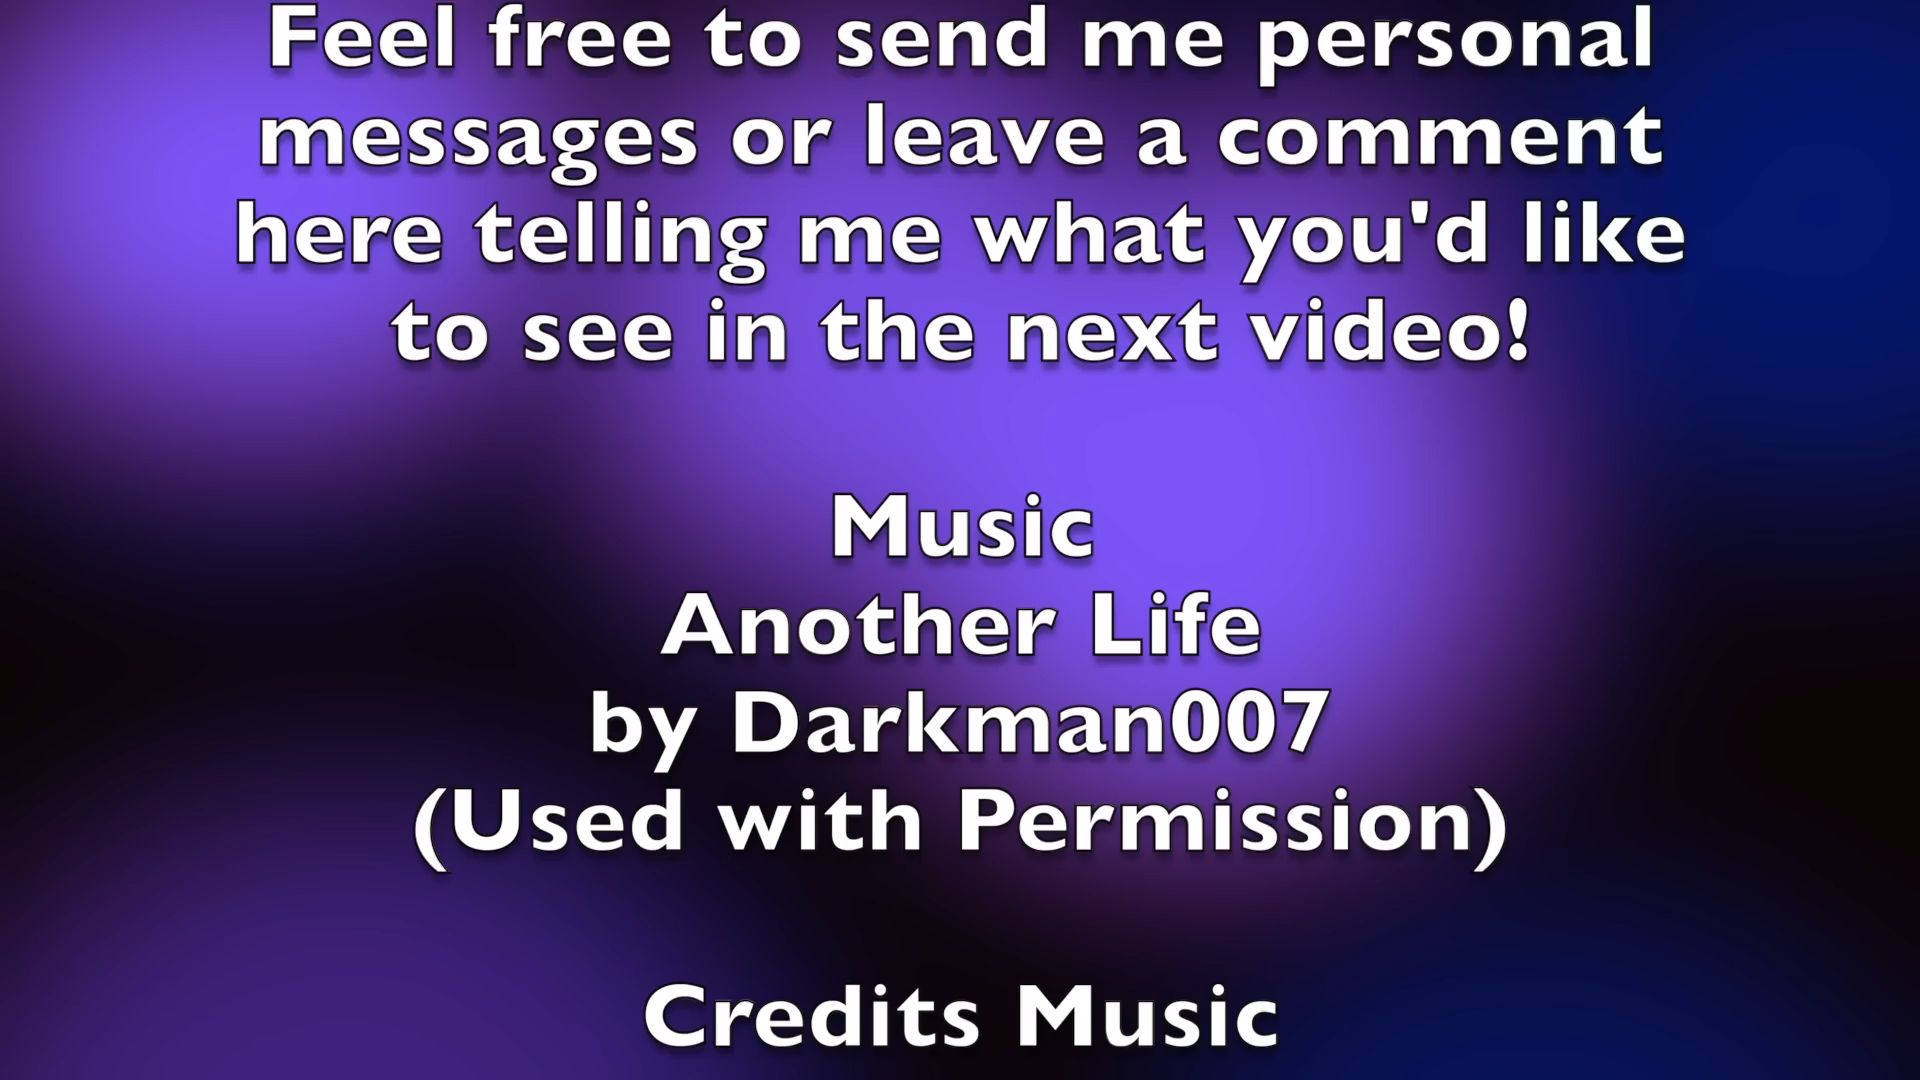 Feel free to send me personal
messages or leave a comment
here telling me what you'd like
to see in the next video!
Music
Another Life
by Darkman007
(Used with Permission)
Credits Music